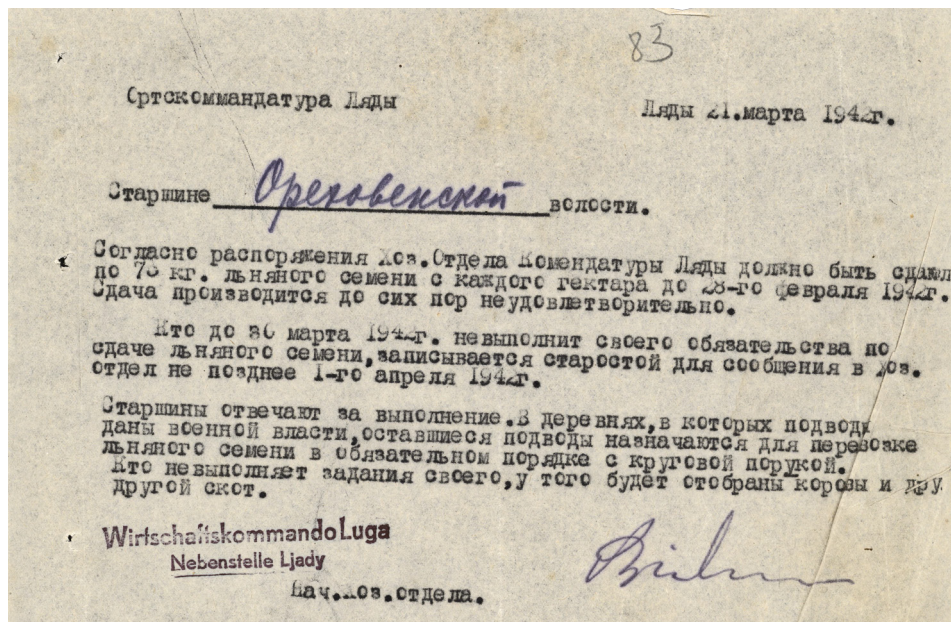 83
Ортскоммандатура Ляды
Ляды 21.марта 1942г.
Старшине Ореховенской волости.
Согласно распоряжения Хоз.Отдела Комендатуры Ляды должно быть сдано
по 70 кг. льняного семени с каждого гектара до 28-го февраля 1942г.
Сдача производится до сих пор неудовлетворительно.
Кто до 30 марта 1942г. невыполнит своего обязательства по
сдаче льняного семени,записывается старостой для сообщения в Хоз.
отдел не позднее 1-го апреля 1942г.
Старшины отвечают за выполнение.В деревнях,в которых подводы
даны военной власти,оставшиеся подводы назначаются для перевозке
льняного семени в обязательном порядке с круговой порукой.
Кто невыполняет задания своего,у того будет отобраны коровы и дру
другой скот.
Wirtschaftskommando Luga
Nebenstelle Ljady
Нач.Хоз.отдела.